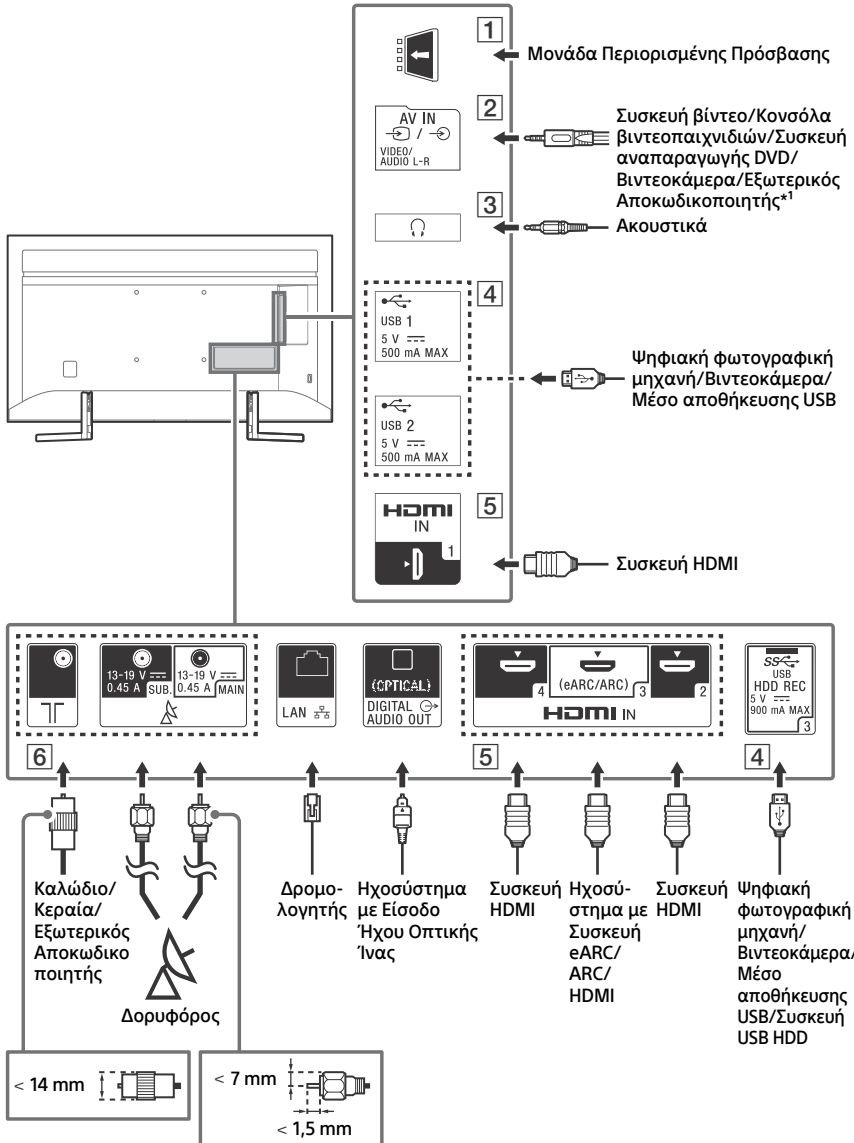 1
Μονάδα Περιορισμένης Πρόσβασης
2
AV IN
/
VIDEO/
AUDIO L-R
Συσκευή βίντεο/Κονσόλα
βιντεοπαιχνιδιών/Συσκευή
αναπαραγωγής DVD/
Βιντεοκάμερα/Εξωτερικός
Αποκωδικοποιητής*1
3
Ακουστικά
4
USB 1
5 V
500 mA MAX
Ψηφιακή φωτογραφική
μηχανή/Βιντεοκάμερα/
Μέσο αποθήκευσης USB
USB 2
5 V
500 mA MAX
5
HDMI
IN
1
Συσκευή HDMI
13-19 V
0.45 A SUB.
13-19 V
0.45 A MAIN
LAN
(OPTICAL)
DIGITAL
AUDIO OUT
4
(eARC/ARC) 3
2
HDMI IN
SS
USB
HDD REC
5 V
900 mA MAX
3
6
5
4
Καλώδιο/
Κεραία/
Εξωτερικός
Αποκωδικο
ποιητής
Δορυφόρος
Δρομο-
λογητής
Ηχοσύστημα
με Είσοδο
Ήχου Οπτικής
Ίνας
Συσκευή
HDMI
Ηχοσύ-
στημα με
Συσκευή
eARC/
ARC/
HDMI
Συσκευή
HDMI
Ψηφιακή
φωτογραφική
μηχανή/
Βιντεοκάμερα/
Μέσο
αποθήκευσης
USB/Συσκευή
USB HDD
< 14 mm
< 7 mm
< 1,5 mm